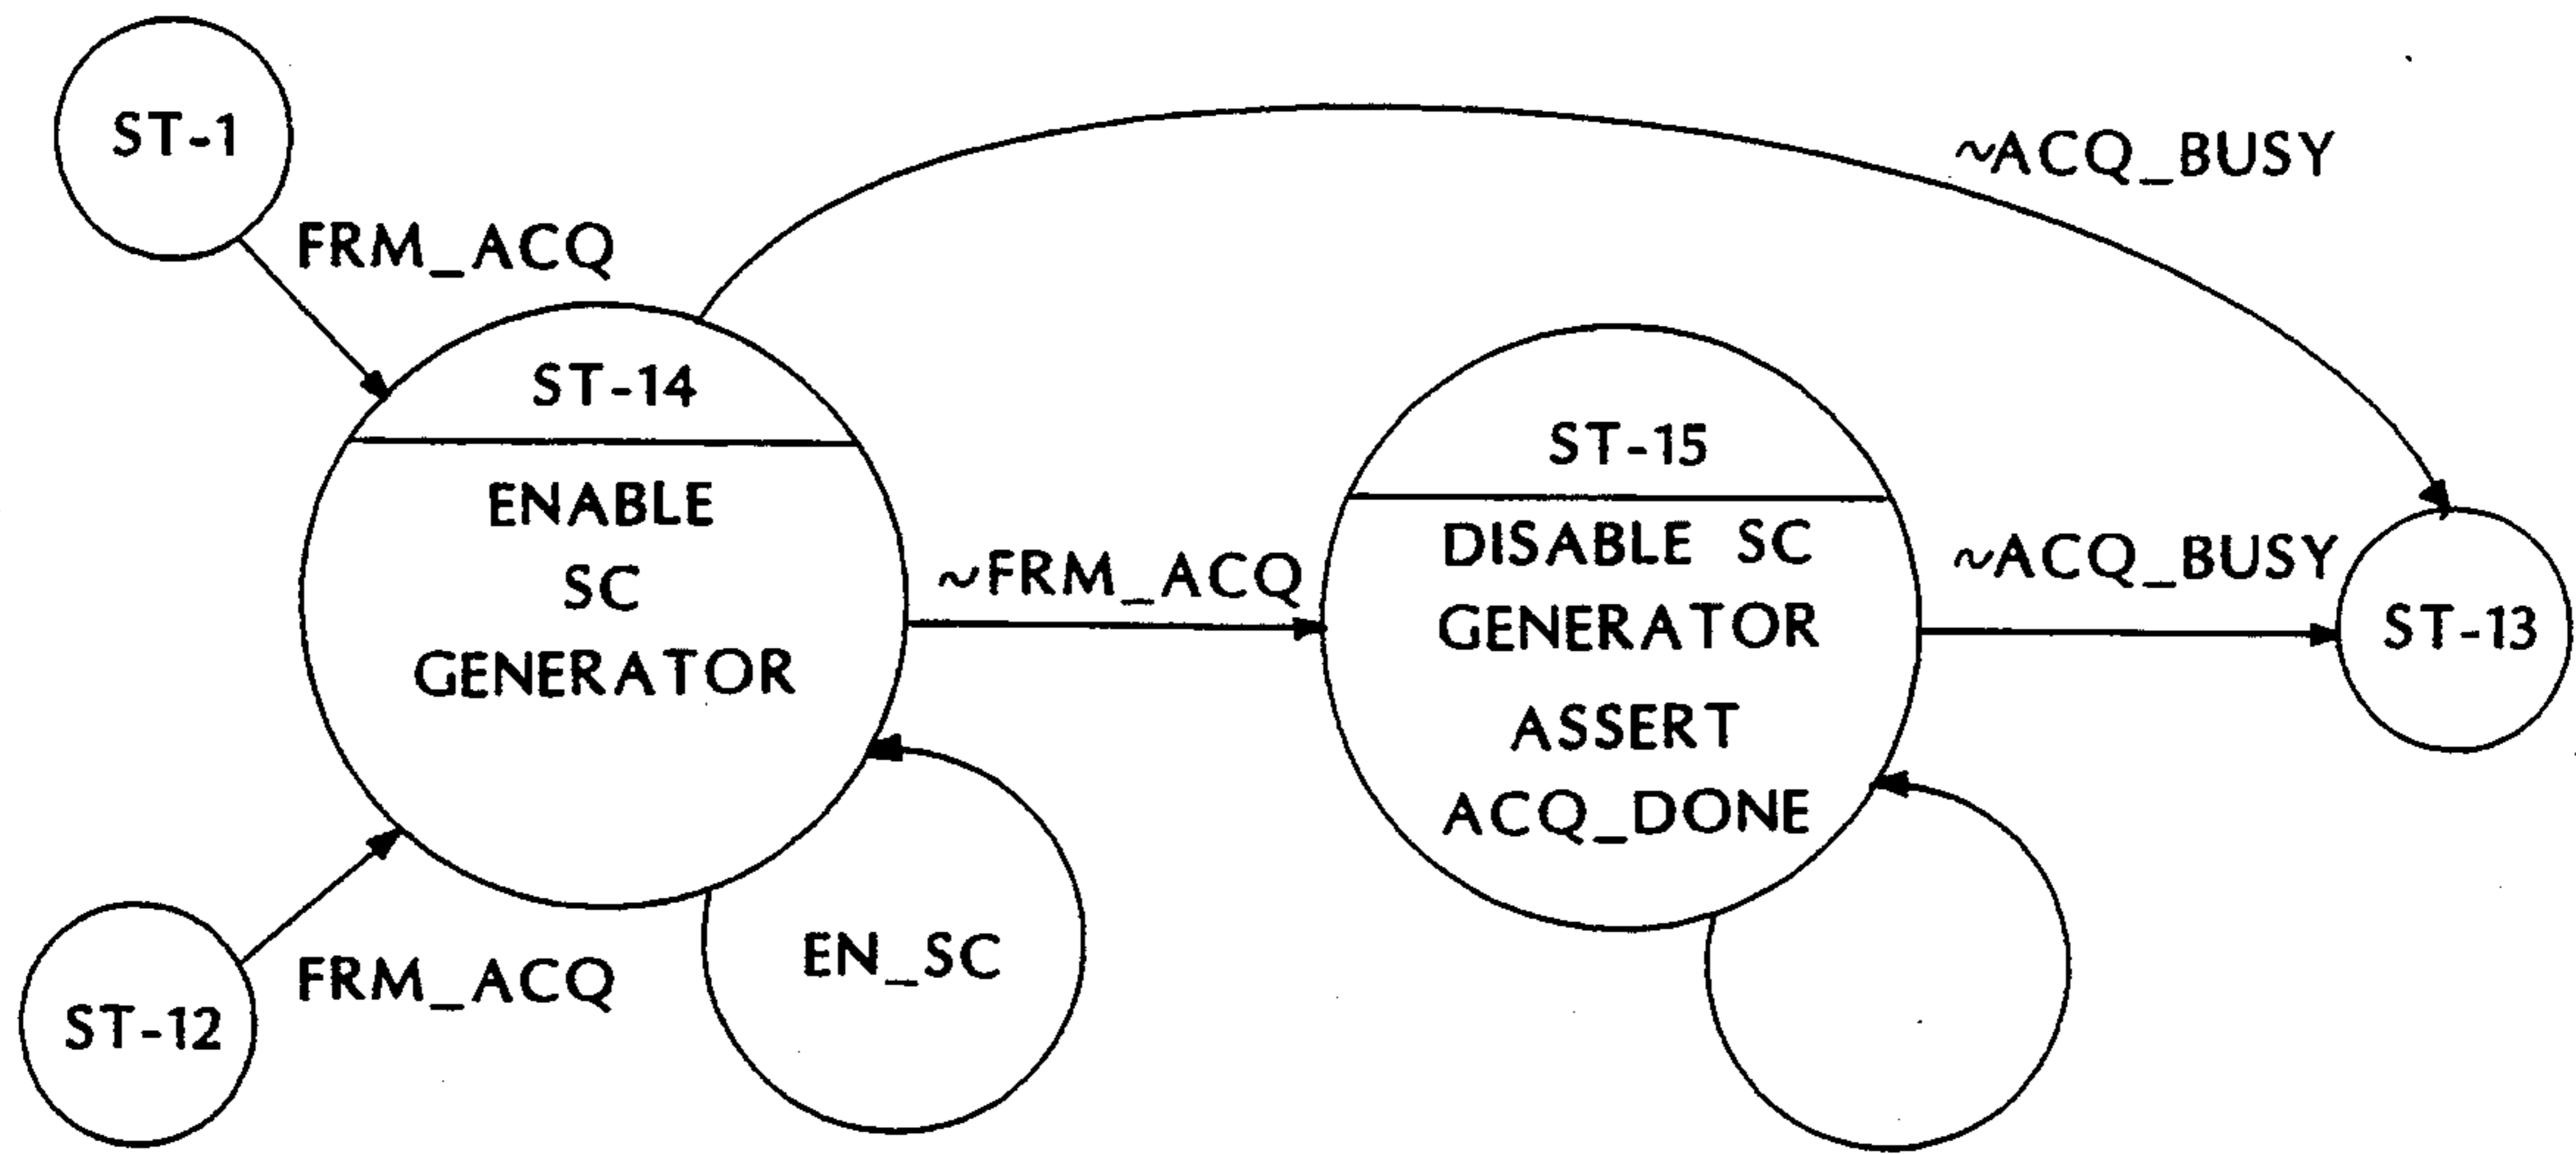 ST-1
~ACQ_BUSY
FRM_ACQ
ST-14
ENABLE
SC
GENERATOR
~FRM_ACQ
ST-15
DISABLE SC
GENERATOR
ASSERT
ACQ_DONE
~ACQ_BUSY
ST-13
FRM_ACQ
ST-12
EN_SC